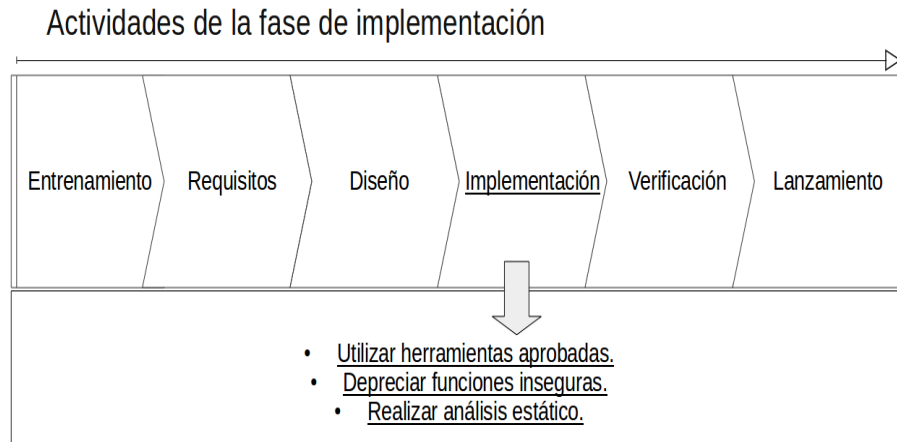 Actividades de la fase de implementación
Entrenamiento
Requisitos
Diseño
Implementación
Verificación
Lanzamiento
• Utilizar herramientas aprobadas.
• Depreciar funciones inseguras.
• Realizar análisis estático.